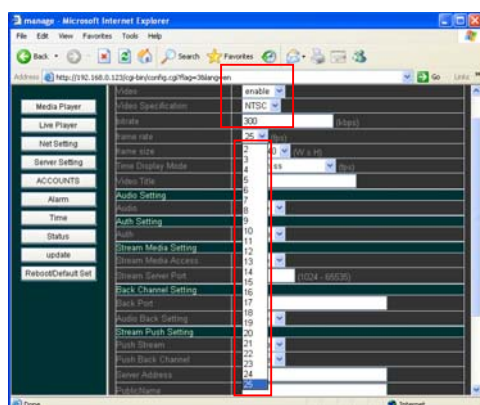 manage - Microsoft Internet Explorer
File Edit View Favorites Tools Help
Back Search Favorites
Address http://192.168.0.123/cgi-bin/config.cgi?flag=3&lang=en Go Links
Media Player
Live Player
Net Setting
Server Setting
ACCOUNTS
Alarm
Time
Status
update
Reboot/Default Set
Video enable
Video Specification NTSC
bitrate 300 (kbps)
frame rate 25 (fps)
frame size (W x H)
Time Display Mode ss (fps)
Video Title
Audio Setting
Audio
Auth Setting
Auth
Stream Media Setting
Stream Media Access
Stream Server Port (1024 - 65535)
Back Channel Setting
Back Port
Audio Back Setting
Stream Push Setting
Push Stream
Push Back Channel
Server Address
PublicName
2
3
4
5
6
7
8
9
10
11
12
13
14
15
16
17
18
19
20
21
22
23
24
25
Done Internet